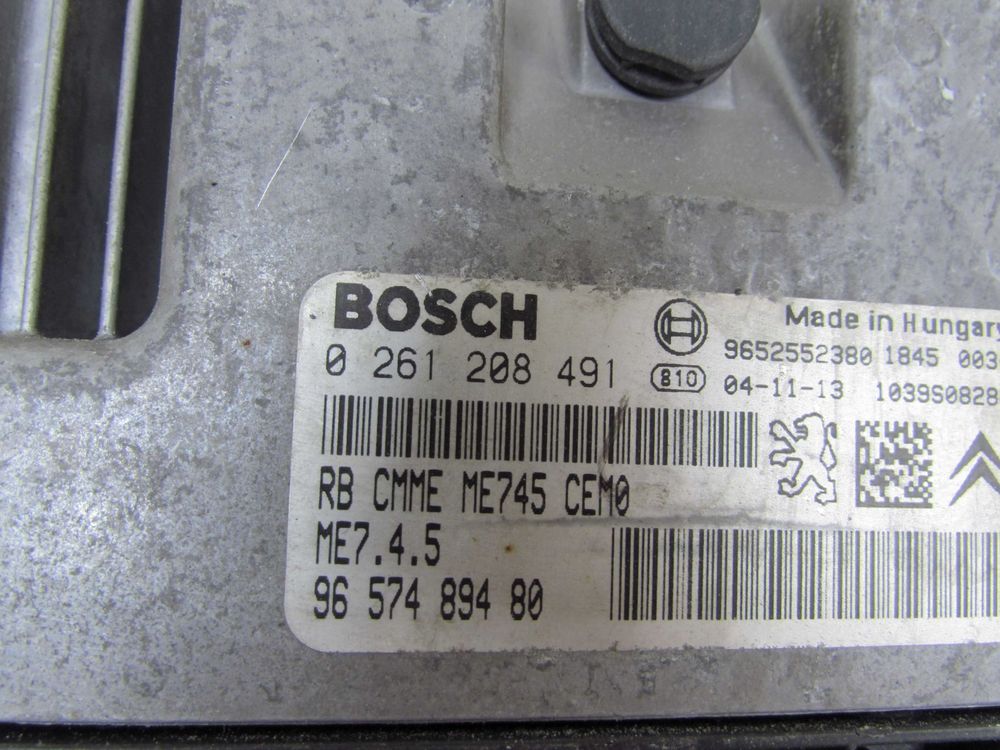 BOSCH
0 261 208 491
Made in Hungary
9652552380 1845 003
810 04-11-13 1039S0828
RB CMME ME745 CEM0
ME7.4.5
96 574 894 80